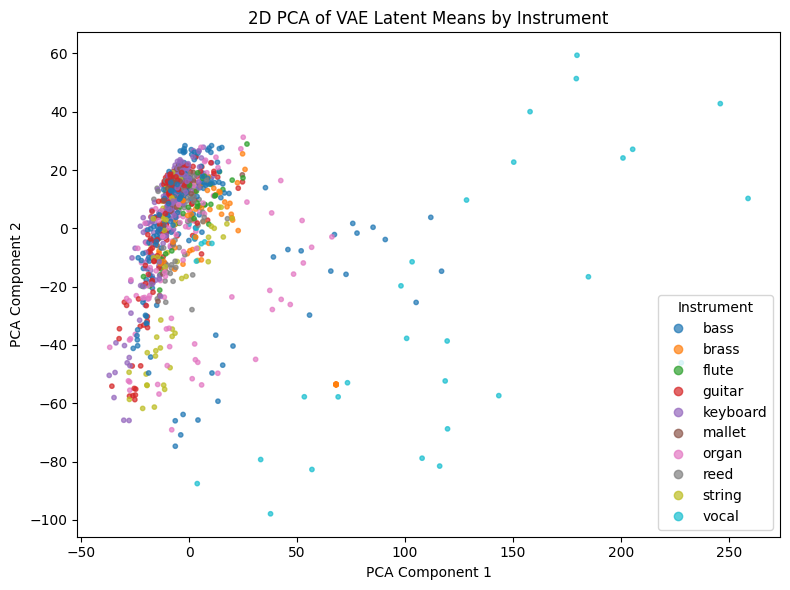 2D PCA of VAE Latent Means by Instrument
PCA Component 2
60
40
20
0
−20
−40
−60
−80
−100
Instrument
bass
brass
flute
guitar
keyboard
mallet
organ
reed
string
vocal
−50
0
50
100
150
200
250
PCA Component 1